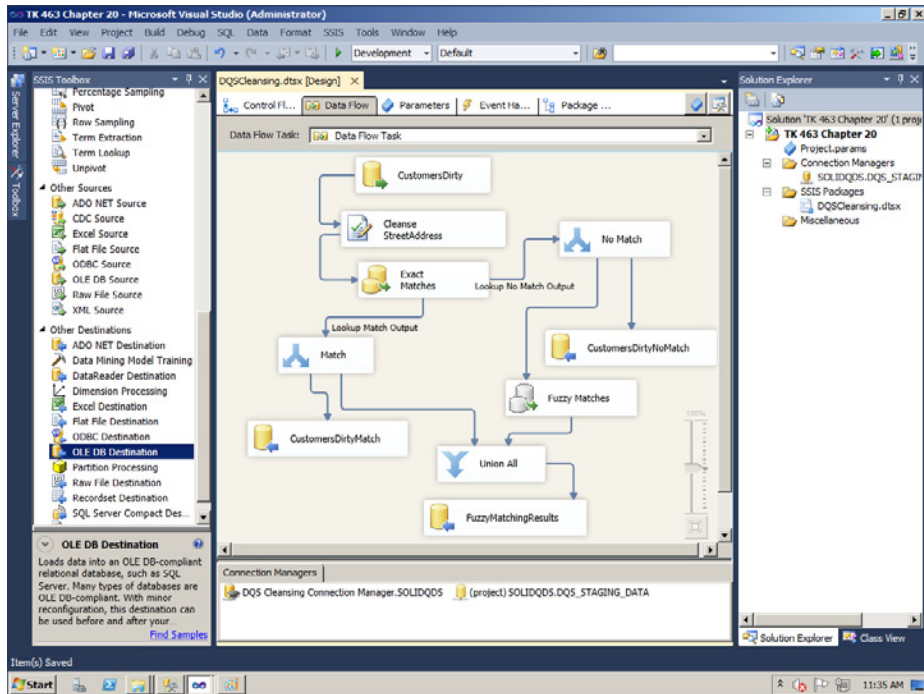 TK 463 Chapter 20 - Microsoft Visual Studio (Administrator)
File Edit View Project Build Debug SQL Data Format SSIS Tools Window Help
Development Default
Server Explorer
Toolbox
SSIS Toolbox
Percentage Sampling
Pivot
Row Sampling
Term Extraction
Term Lookup
Unpivot
Other Sources
ADO NET Source
CDC Source
Excel Source
Flat File Source
ODBC Source
OLE DB Source
Raw File Source
XML Source
Other Destinations
ADO NET Destination
Data Mining Model Training
DataReader Destination
Dimension Processing
Excel Destination
Flat File Destination
ODBC Destination
OLE DB Destination
Partition Processing
Raw File Destination
Recordset Destination
SQL Server Compact Des...
OLE DB Destination
Loads data into an OLE DB-compliant
relational database, such as SQL
Server. Many types of databases are
OLE DB-compliant. With minor
reconfiguration, this destination can
be used before and after your...
Find Samples
DQSCleansing.dtsx [Design]
Control Fl... Data Flow Parameters Event Ha... Package ...
Data Flow Task: Data Flow Task
CustomersDirty
Cleanse
StreetAddress
No Match
Exact
Matches
Lookup No Match Output
Lookup Match Output
Match
CustomersDirtyNoMatch
Fuzzy Matches
CustomersDirtyMatch
100%
Union All
FuzzyMatchingResults
Connection Managers
DQS Cleansing Connection Manager.SOLIDQDS (project) SOLIDQDS.DQS_STAGING_DATA
Solution Explorer
Solution 'TK 463 Chapter 20' (1 proj
TK 463 Chapter 20
Project.params
Connection Managers
SOLIDQDS.DQS_STAGIN
SSIS Packages
DQSCleansing.dtsx
Miscellaneous
Solution Explorer Class View
Item(s) Saved
Start 11:35 AM